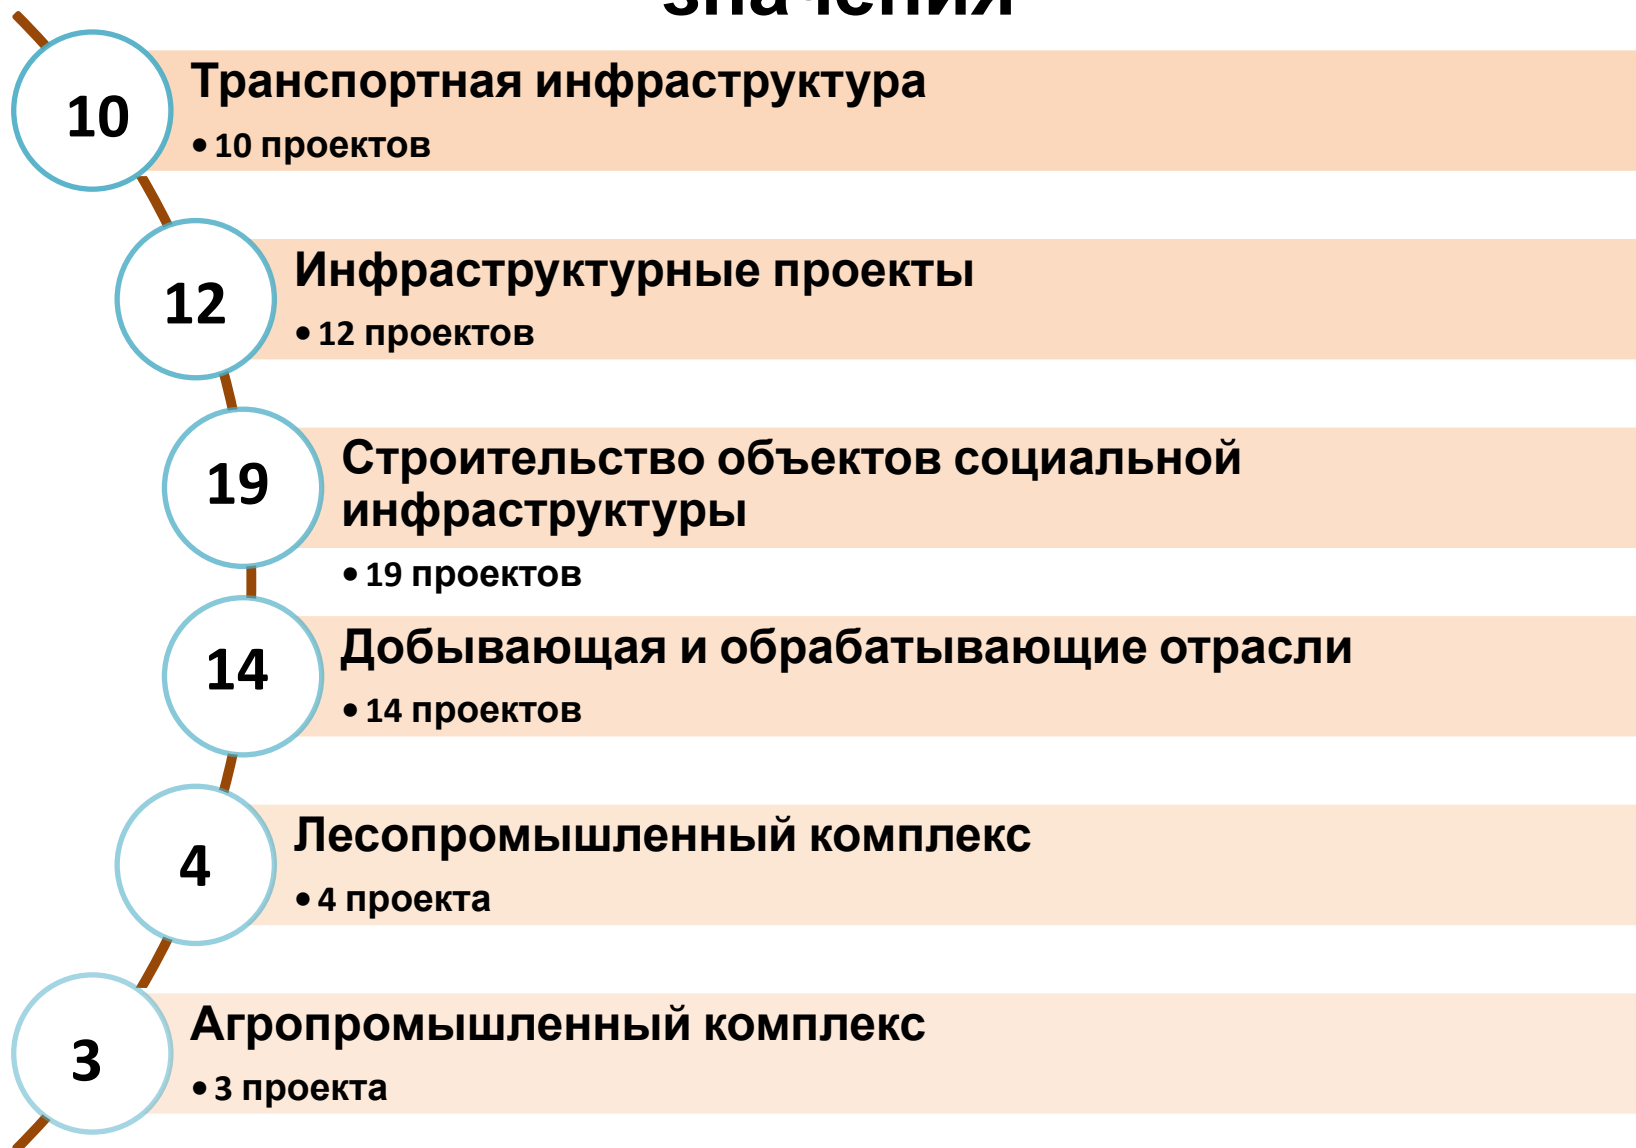 значения
10
Транспортная инфраструктура
• 10 проектов
12
Инфраструктурные проекты
• 12 проектов
19
Строительство объектов социальной
инфраструктуры
• 19 проектов
14
Добывающая и обрабатывающие отрасли
• 14 проектов
4
Лесопромышленный комплекс
• 4 проекта
3
Агропромышленный комплекс
• 3 проекта